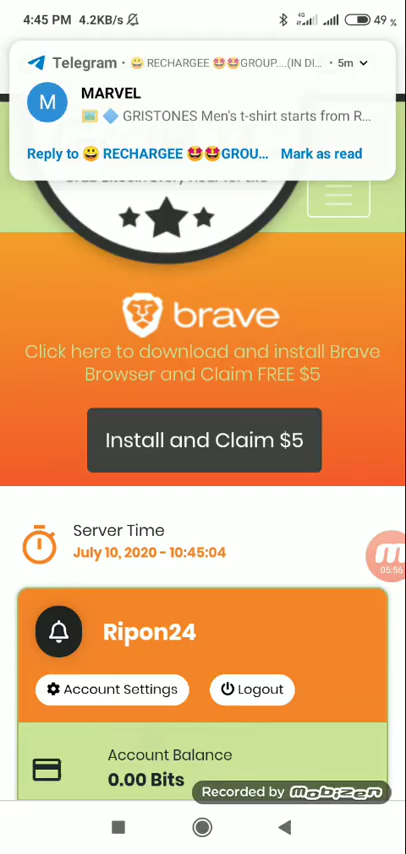 4:45 PM 4.2KB/s 4G 49 %
Telegram · 😀 RECHARGEE 🤩🤩GROUP....(IN DI... · 5m
M
MARVEL
🖼️ 🔷 GRISTONES Men's t-shirt starts from R...
Reply to 😀 RECHARGEE 🤩🤩GROU... Mark as read
brave
Click here to download and install Brave
Browser and Claim FREE $5
Install and Claim $5
Server Time
July 10, 2020 - 10:45:04
05:56
Ripon24
Account Settings
Logout
Account Balance
0.00 Bits
Recorded by MOBIZEN